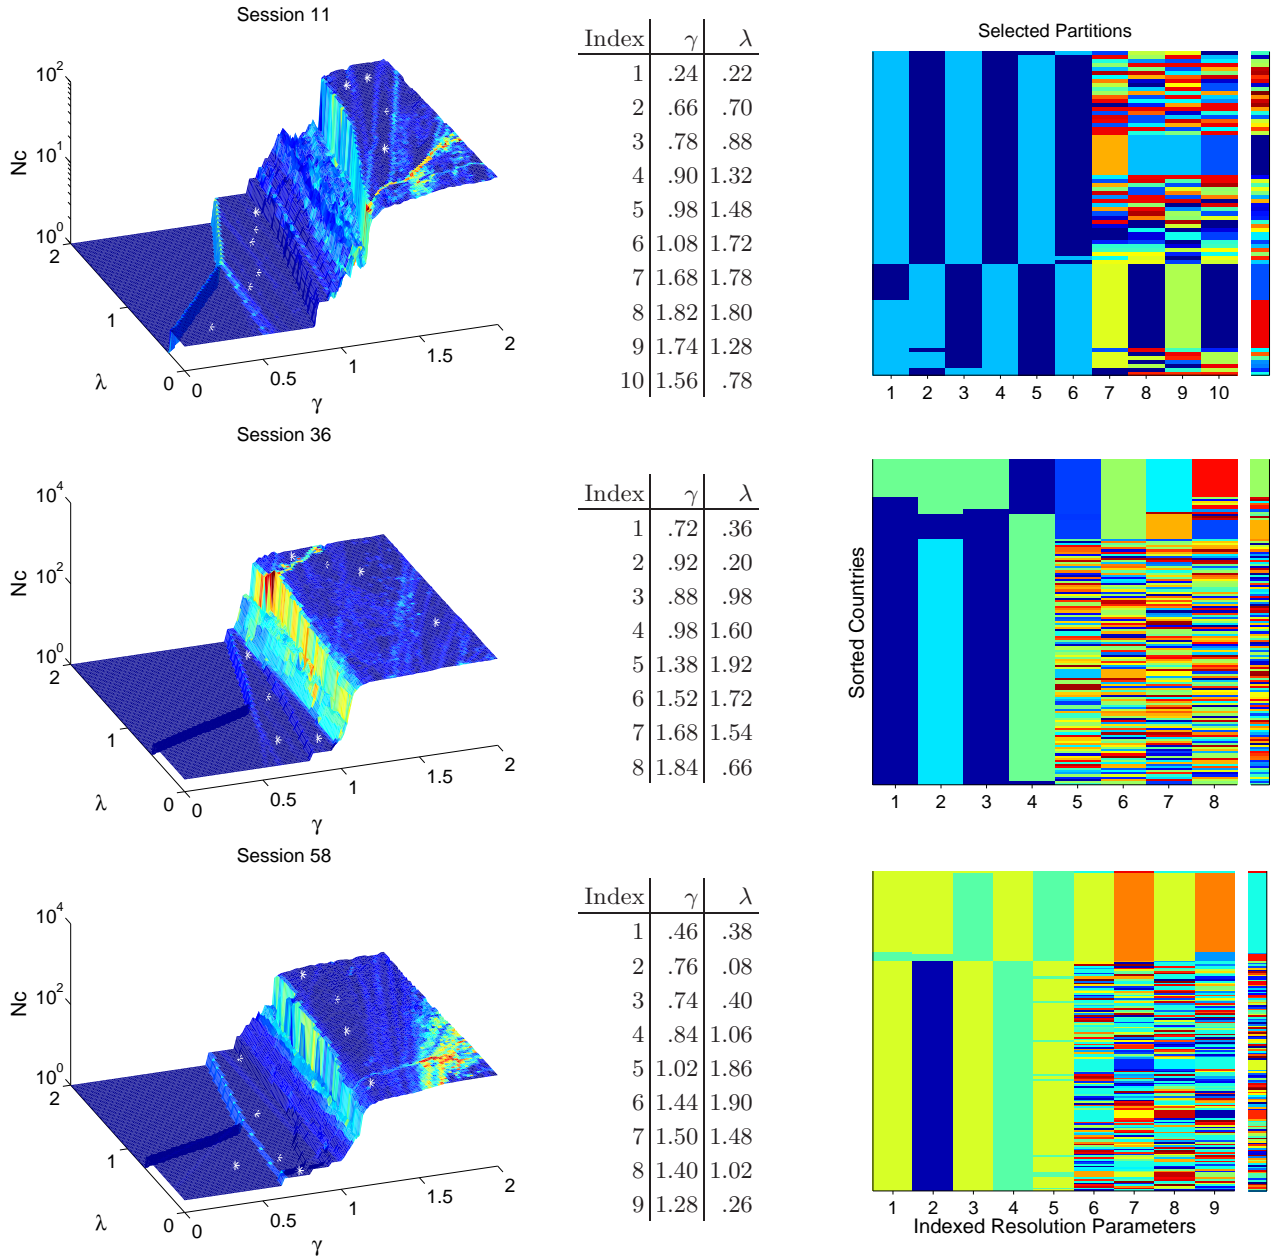 Session 11
Nc
10^2
10^1
10^0
2
1
0
λ
0
0.5
1
1.5
2
γ
Index γ λ
1 .24 .22
2 .66 .70
3 .78 .88
4 .90 1.32
5 .98 1.48
6 1.08 1.72
7 1.68 1.78
8 1.82 1.80
9 1.74 1.28
10 1.56 .78
Selected Partitions
1 2 3 4 5 6 7 8 9 10
Session 36
Nc
10^4
10^2
10^0
2
1
0
λ
0
0.5
1
1.5
2
γ
Index γ λ
1 .72 .36
2 .92 .20
3 .88 .98
4 .98 1.60
5 1.38 1.92
6 1.52 1.72
7 1.68 1.54
8 1.84 .66
Sorted Countries
1 2 3 4 5 6 7 8
Session 58
Nc
10^4
10^2
10^0
2
1
0
λ
0
0.5
1
1.5
2
γ
Index γ λ
1 .46 .38
2 .76 .08
3 .74 .40
4 .84 1.06
5 1.02 1.86
6 1.44 1.90
7 1.50 1.48
8 1.40 1.02
9 1.28 .26
1 2 3 4 5 6 7 8 9
Indexed Resolution Parameters